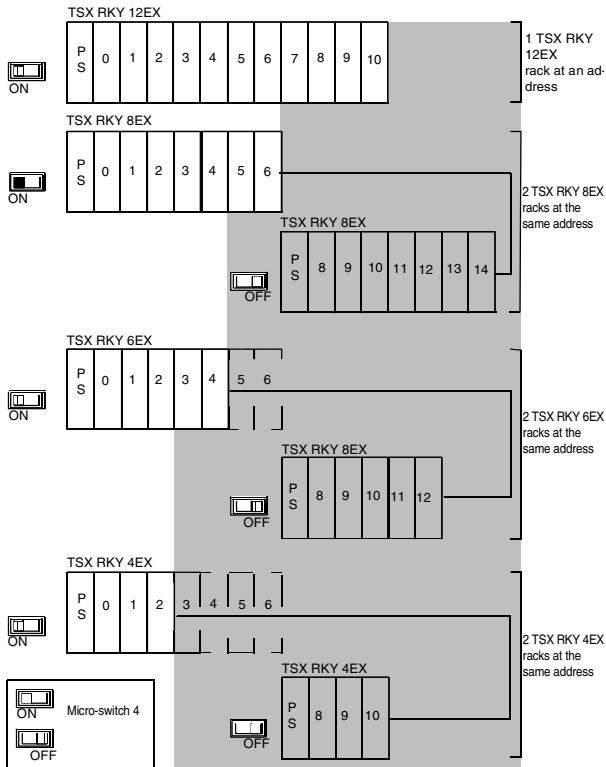 TSX RKY 12EX
P
S
0 1 2 3 4 5 6 7 8 9 10
ON
1 TSX RKY
12EX
rack at an ad-
dress
TSX RKY 8EX
P
S
0 1 2 3 4 5 6
ON
2 TSX RKY 8EX
racks at the
same address
TSX RKY 8EX
P
S
8 9 10 11 12 13 14
OFF
TSX RKY 6EX
P
S
0 1 2 3 4 5 6
ON
2 TSX RKY 6EX
racks at the
same address
TSX RKY 8EX
P
S
8 9 10 11 12
OFF
TSX RKY 4EX
P
S
0 1 2 3 4 5 6
ON
2 TSX RKY 4EX
racks at the
same address
TSX RKY 4EX
P
S
8 9 10
OFF
ON
Micro-switch 4
OFF